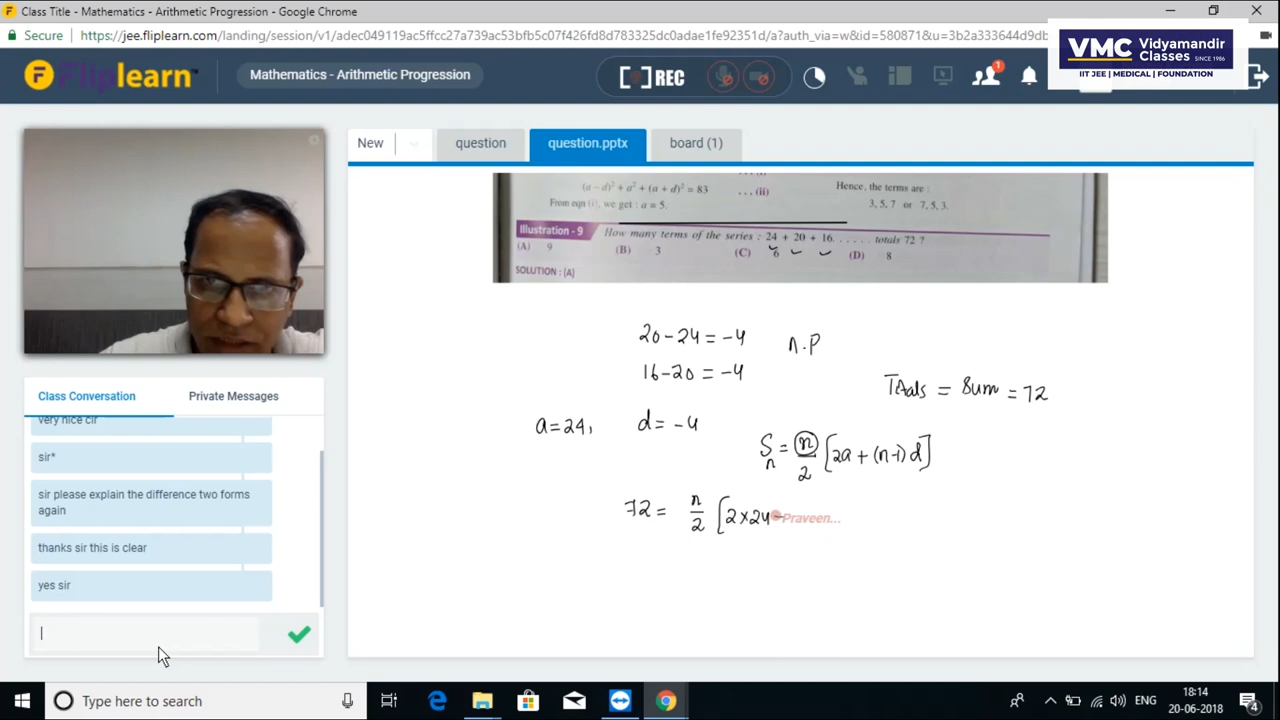 Class Title - Mathematics - Arithmetic Progression - Google Chrome
Secure https://jee.fliplearn.com/landing/session/v1/adec049119ac5ffcc27a739ac53bfc07f426fd8d783325dc0adae1fe92351d/a?auth_via=w&id=580871&u=3b2a333644d9db
VMC Vidyamandir Classes SINCE 1986
IIT JEE | MEDICAL | FOUNDATION
Fliplearn
Mathematics - Arithmetic Progression
[●] REC
1
New question question.pptx board (1)
(a − d)² + a² + (a + d)² = 83 . . . (ii) Hence, the terms are :
From eqn (i), we get : a = 5. 3, 5, 7 or 7, 5, 3.
Illustration - 9 How many terms of the series : 24 + 20 + 16. . . . . . totals 72 ?
(A) 9 (B) 3 (C) 6 (D) 8
SOLUTION : (A)
20-24 = -4 A.P
16-20 = -4
Totals = Sum = 72
a=24, d= -4
Sn = n/2 [2a + (n-1) d]
72 = n/2 [2×24
Praveen...
Class Conversation Private Messages
very nice cir
sir*
sir please explain the difference two forms
again
thanks sir this is clear
yes sir
Type here to search
ENG
18:14
20-06-2018
4